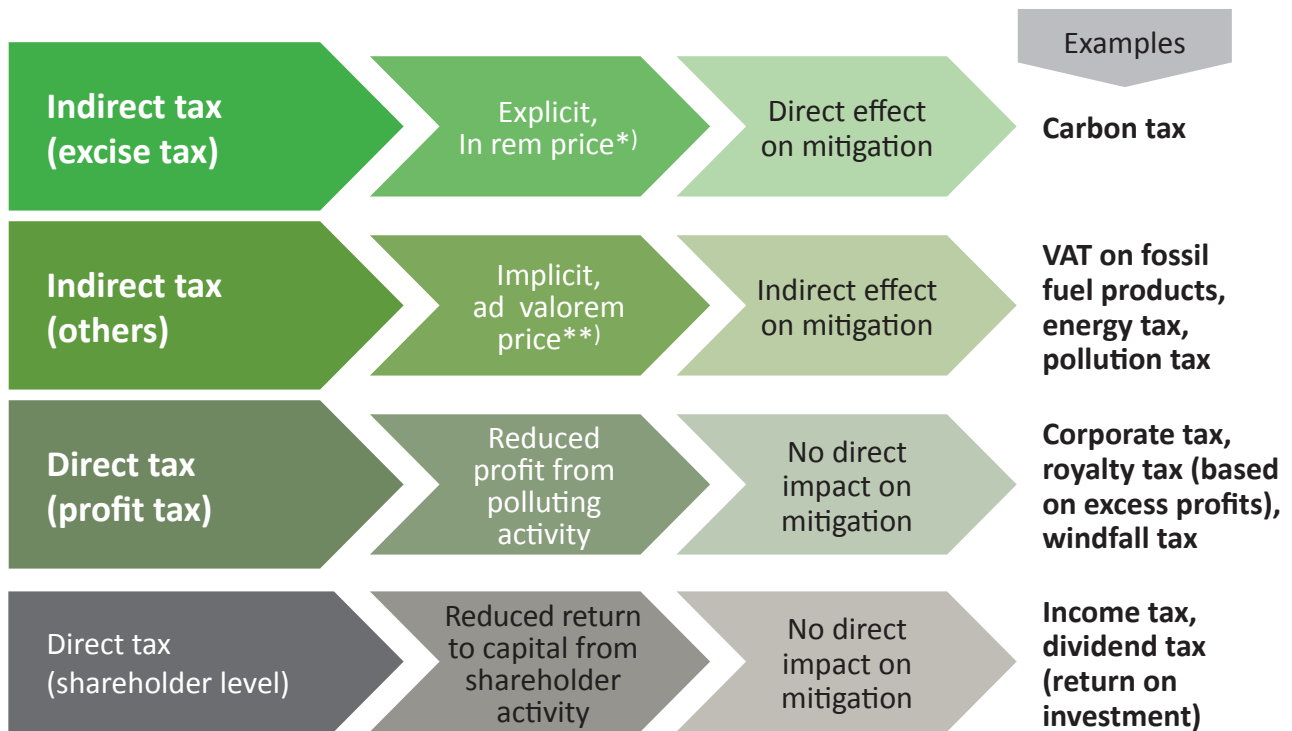 Examples
Indirect tax
(excise tax)
Explicit,
In rem price*)
Direct effect
on mitigation
Carbon tax
Indirect tax
(others)
Implicit,
ad valorem
price**)
Indirect effect
on mitigation
VAT on fossil
fuel products,
energy tax,
pollution tax
Direct tax
(profit tax)
Reduced
profit from
polluting
activity
No direct
impact on
mitigation
Corporate tax,
royalty tax (based
on excess profits),
windfall tax
Direct tax
(shareholder level)
Reduced return
to capital from
shareholder
activity
No direct
impact on
mitigation
Income tax,
dividend tax
(return on
investment)